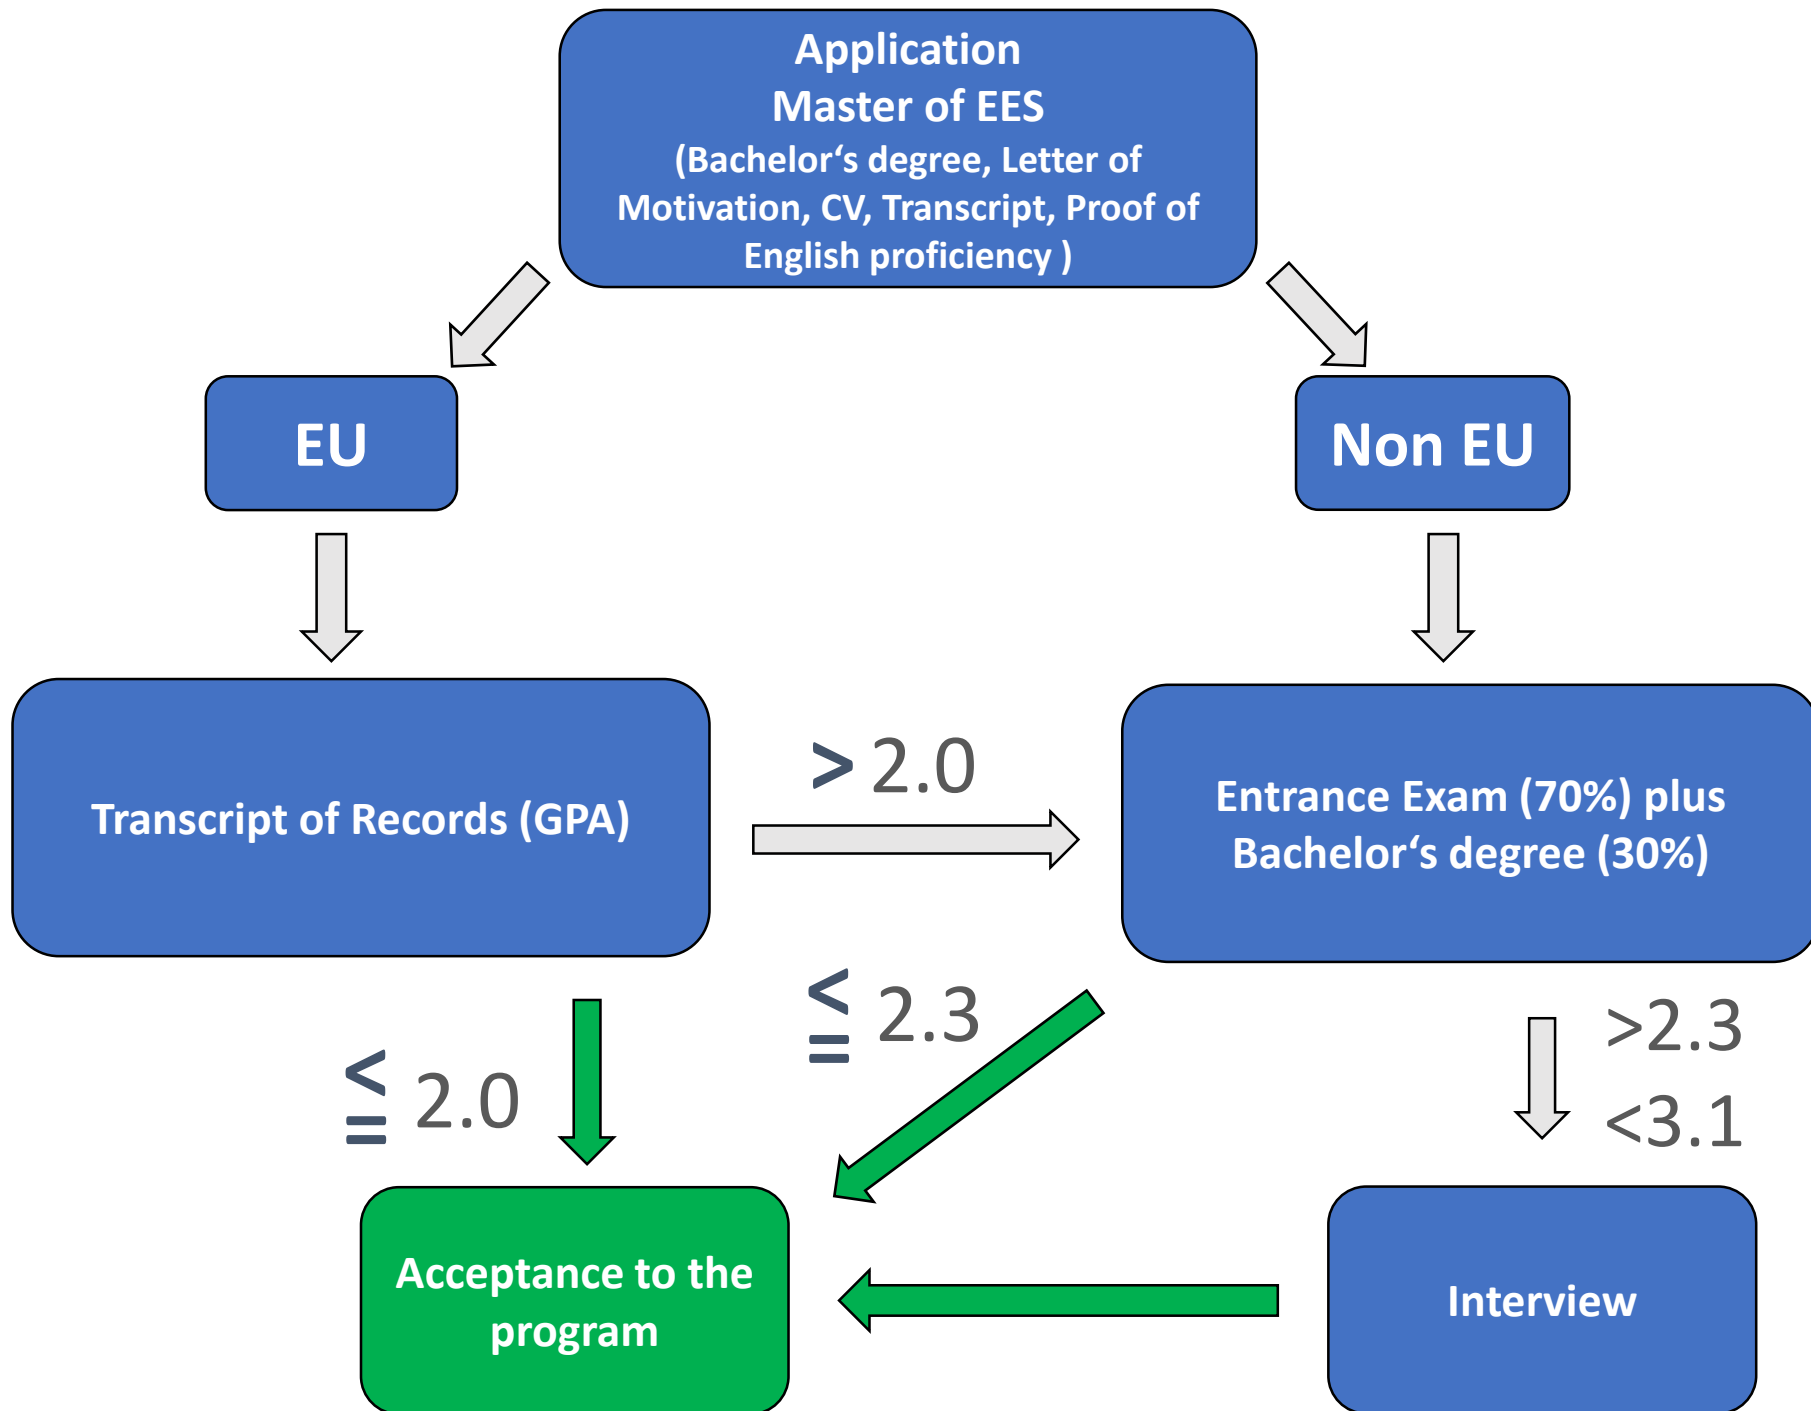 Application
Master of EES
(Bachelor‘s degree, Letter of
Motivation, CV, Transcript, Proof of
English proficiency )
EU
Non EU
Transcript of Records (GPA)
> 2.0
Entrance Exam (70%) plus
Bachelor‘s degree (30%)
≦ 2.0
≦ 2.3
>2.3
<3.1
Acceptance to the
program
Interview